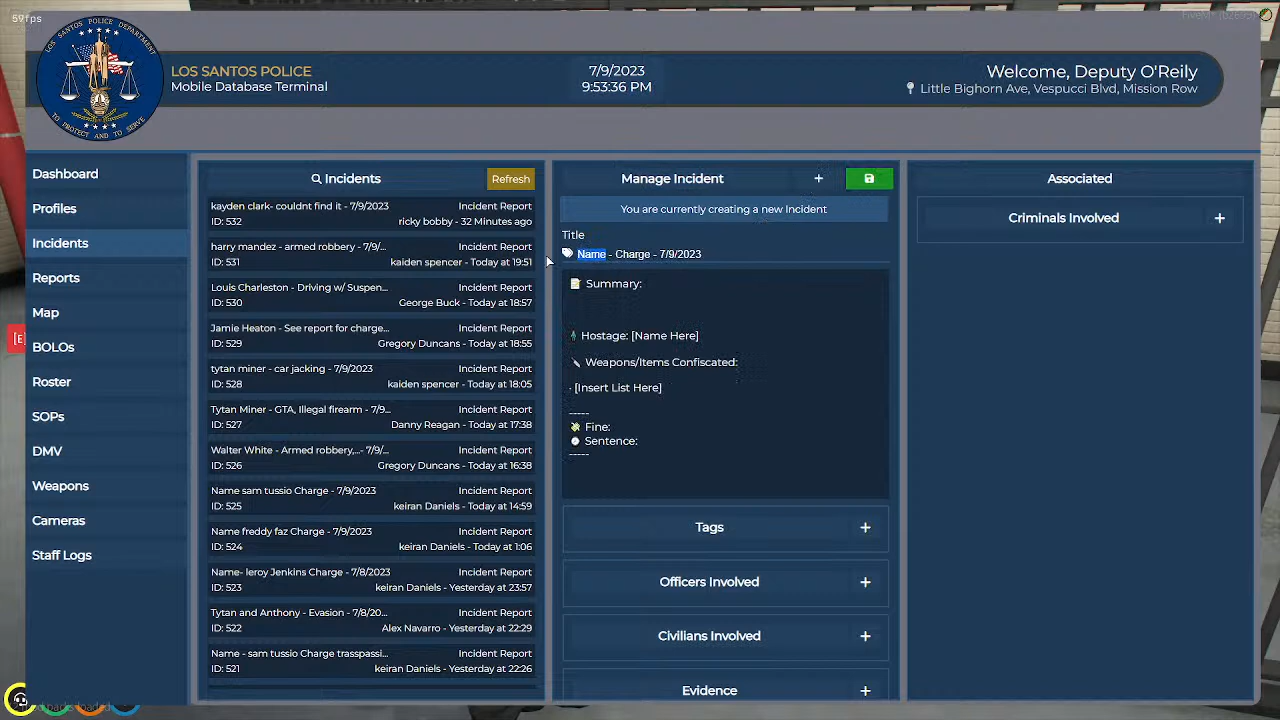 59 fps
LOS SANTOS POLICE DEPARTMENT
TO PROTECT AND TO SERVE
LOS SANTOS POLICE
Mobile Database Terminal
7/9/2023
9:53:36 PM
Welcome, Deputy O'Reily
Little Bighorn Ave, Vespucci Blvd, Mission Row
Dashboard
Profiles
Incidents
Reports
Map
BOLOs
Roster
SOPs
DMV
Weapons
Cameras
Staff Logs
[E]
Incidents
Refresh
kayden clark- couldnt find it - 7/9/2023 Incident Report
ID: 532 ricky bobby - 32 Minutes ago
harry mandez - armed robbery - 7/9/... Incident Report
ID: 531 kaiden spencer - Today at 19:51
Louis Charleston - Driving w/ Suspen... Incident Report
ID: 530 George Buck - Today at 18:57
Jamie Heaton - See report for charge... Incident Report
ID: 529 Gregory Duncans - Today at 18:55
tytan miner - car jacking - 7/9/2023 Incident Report
ID: 528 kaiden spencer - Today at 18:05
Tytan Miner - GTA, Illegal firearm - 7/9... Incident Report
ID: 527 Danny Reagan - Today at 17:38
Walter White - Armed robbery,...- 7/9/... Incident Report
ID: 526 Gregory Duncans - Today at 16:38
Name sam tussio Charge - 7/9/2023 Incident Report
ID: 525 keiran Daniels - Today at 14:59
Name freddy faz Charge - 7/9/2023 Incident Report
ID: 524 keiran Daniels - Today at 1:06
Name- leroy Jenkins Charge - 7/8/2023 Incident Report
ID: 523 keiran Daniels - Yesterday at 23:57
Tytan and Anthony - Evasion - 7/8/20... Incident Report
ID: 522 Alex Navarro - Yesterday at 22:29
Name - sam tussio Charge trasspassi... Incident Report
ID: 521 keiran Daniels - Yesterday at 22:26
Manage Incident
+
You are currently creating a new Incident
Title
Name - Charge - 7/9/2023
📝 Summary:
🧍 Hostage: [Name Here]
🔪 Weapons/Items Confiscated:
· [Insert List Here]
-----
💸 Fine:
Sentence:
-----
Tags +
Officers Involved +
Civilians Involved +
Evidence +
Associated
Criminals Involved +